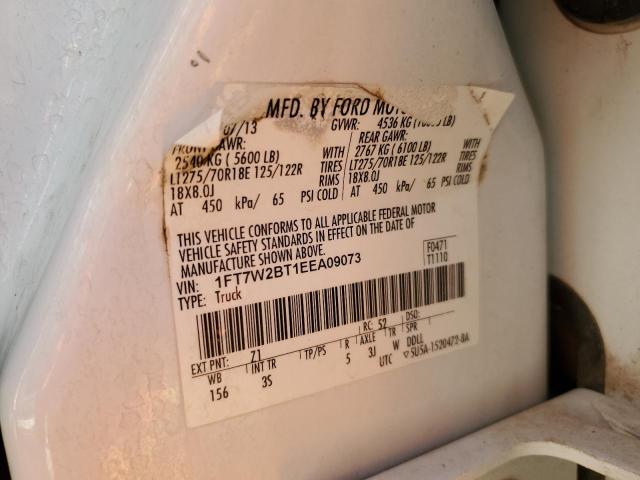 MFD. BY FORD MOTO
07/13 GVWR: 4536 KG (
GAWR: REAR GAWR:
2540 KG ( 5600 LB) WITH 2767 KG ( 6100 LB) WITH
LT275/70R18E 125/122R TIRES LT275/70R18E 125/122R TIRES
18X8.0J RIMS 18X8.0J RIMS
AT 450 kPa/ 65 PSI COLD AT 450 kPa/ 65 PSI COLD
THIS VEHICLE CONFORMS TO ALL APPLICABLE FEDERAL MOTOR
VEHICLE SAFETY STANDARDS IN EFFECT ON THE DATE OF
MANUFACTURE SHOWN ABOVE.
VIN: 1FT7W2BT1EEA09073 F0471
TYPE: Truck T1110
EXT PNT: Z1 RC: 52 DSO:
WB INT TR TP/PS R AXLE TR SPR
156 3S 5 3J W DDLL
UTC ▽5U5A-1520472-BA